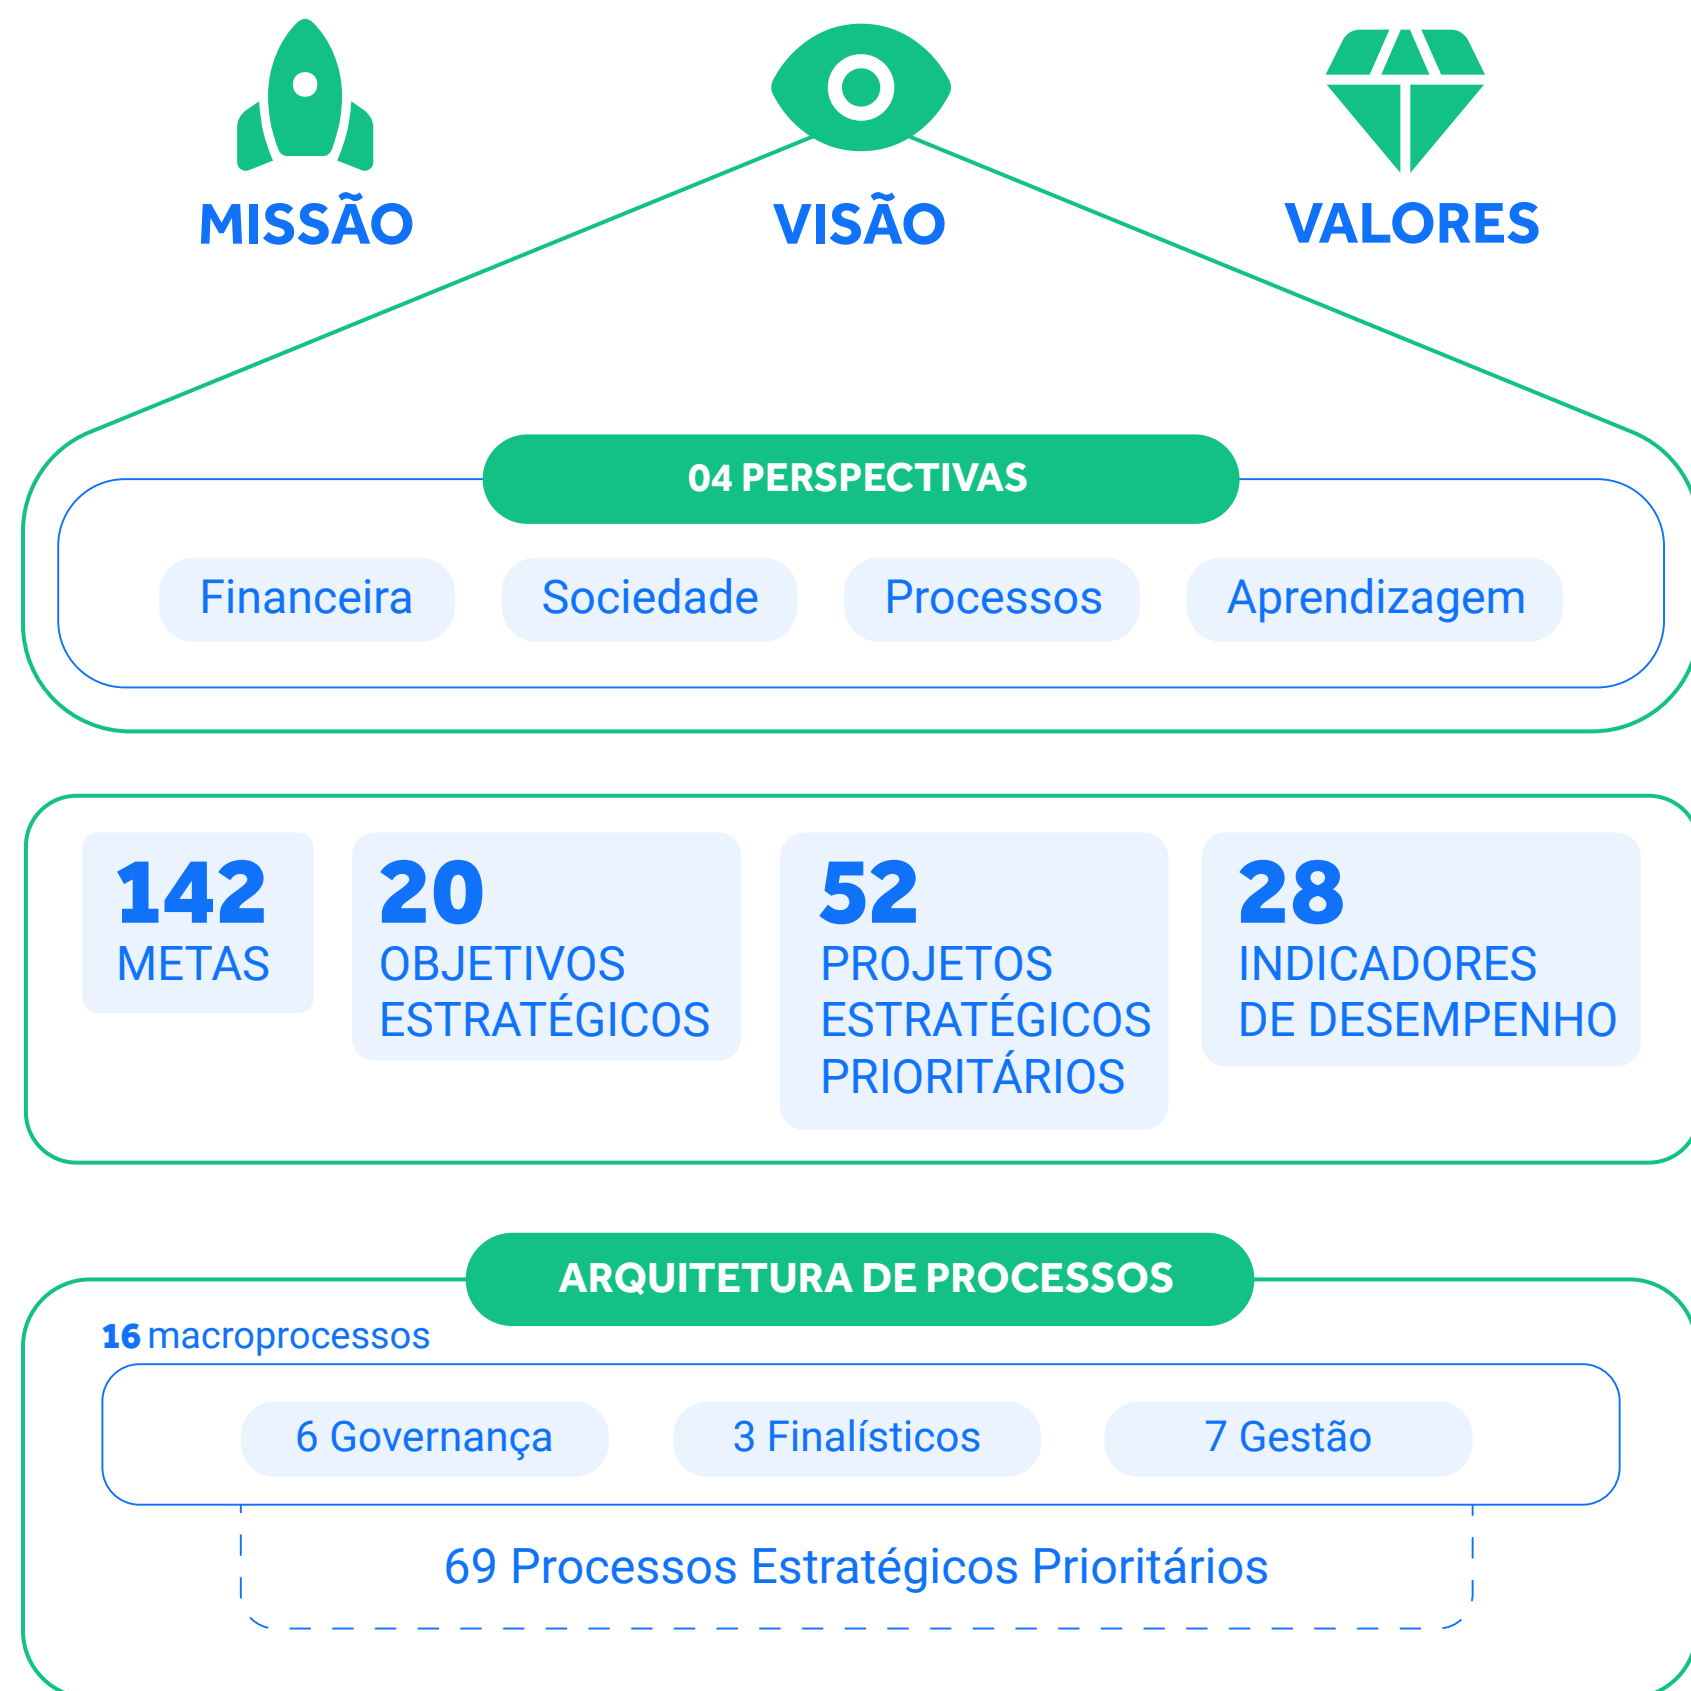 MISSÃO
VISÃO
VALORES
04 PERSPECTIVAS
Financeira
Sociedade
Processos
Aprendizagem
142
METAS
20
OBJETIVOS
ESTRATÉGICOS
52
PROJETOS
ESTRATÉGICOS
PRIORITÁRIOS
28
INDICADORES
DE DESEMPENHO
ARQUITETURA DE PROCESSOS
16 macroprocessos
6 Governança
3 Finalísticos
7 Gestão
69 Processos Estratégicos Prioritários